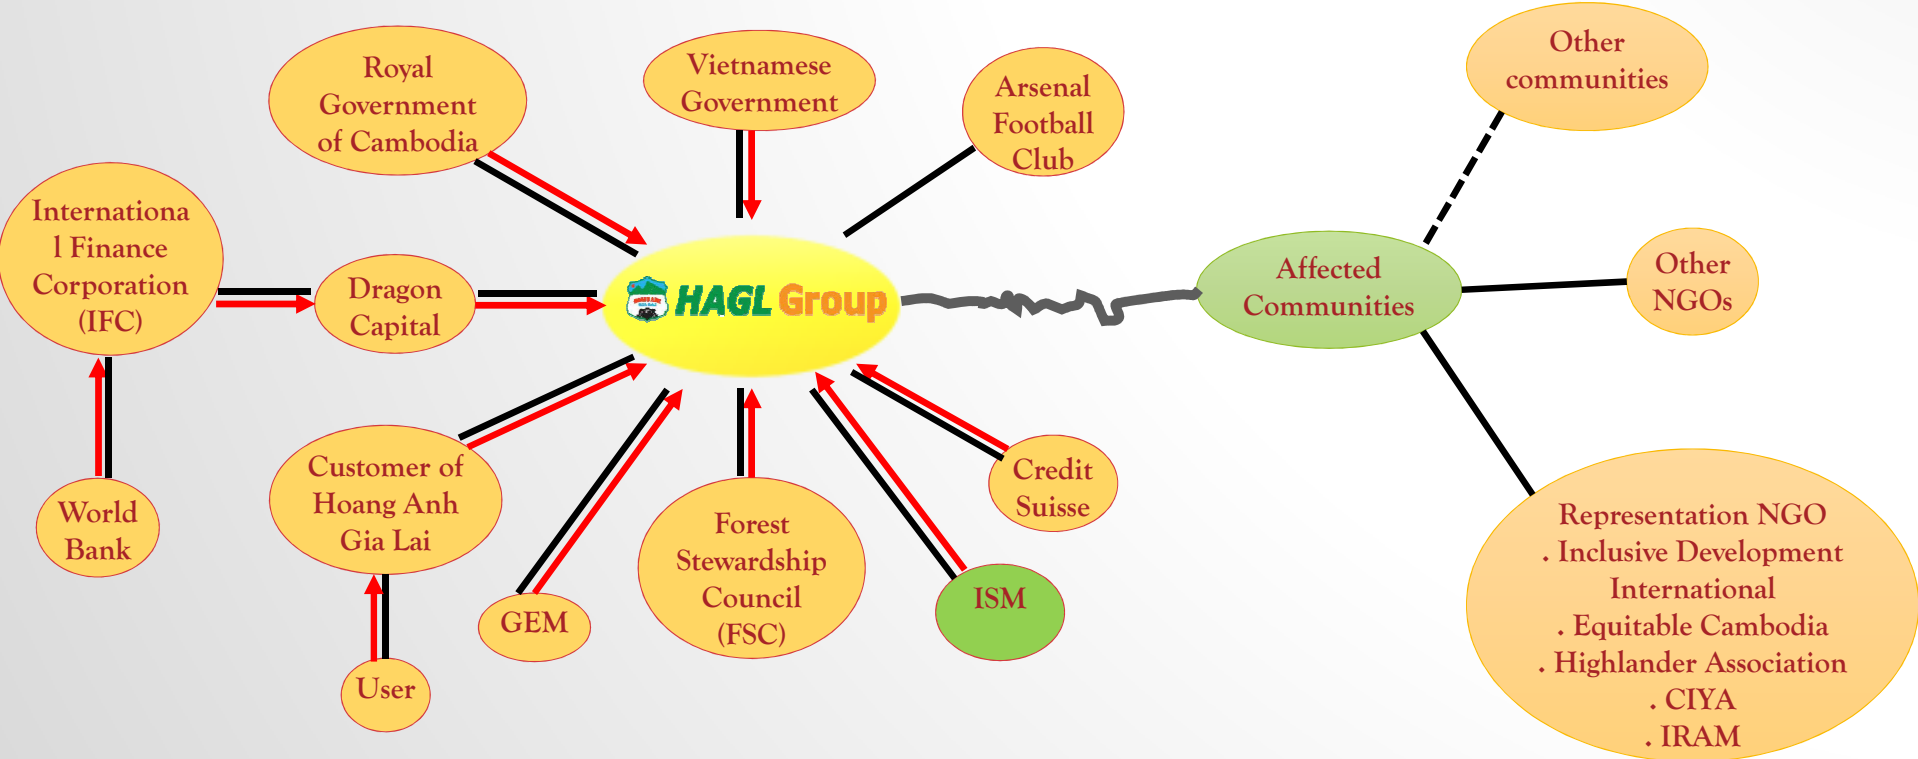 Royal
Government
of Cambodia
Vietnamese
Government
Arsenal
Football
Club
Other
communities
Internationa
l Finance
Corporation
(IFC)
Dragon
Capital
HAGL Group
Affected
Communities
Other
NGOs
World
Bank
Customer of
Hoang Anh
Gia Lai
User
GEM
Forest
Stewardship
Council
(FSC)
ISM
Credit
Suisse
Representation NGO
. Inclusive Development
International
. Equitable Cambodia
. Highlander Association
. CIYA
. IRAM